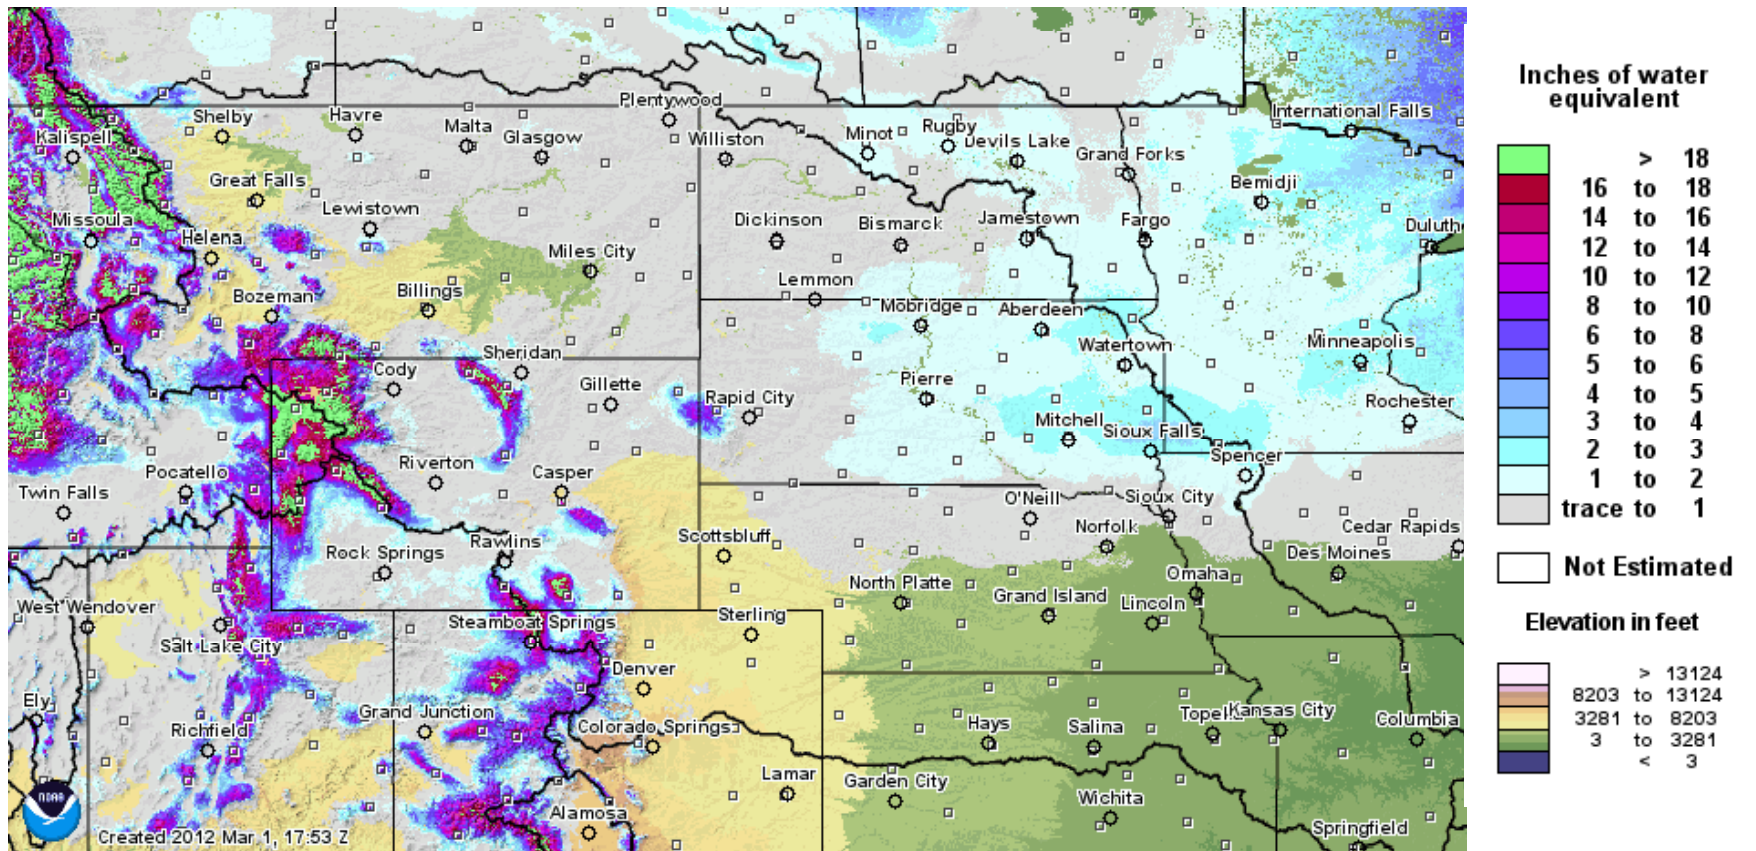 Inches of water
equivalent
> 18
16 to 18
14 to 16
12 to 14
10 to 12
8 to 10
6 to 8
5 to 6
4 to 5
3 to 4
2 to 3
1 to 2
trace to 1
Not Estimated
Elevation in feet
> 13124
8203 to 13124
3281 to 8203
3 to 3281
< 3
Plentywood
Shelby
Havre
Malta
Glasgow
Williston
Minot
Rugby
Devils Lake
International Falls
Kalispell
Grand Forks
Great Falls
Bemidji
Lewistown
Missoula
Helena
Dickinson
Bismarck
Jamestown
Fargo
Duluth
Miles City
Bozeman
Billings
Lemmon
Mobridge
Aberdeen
Sheridan
Cody
Gillette
Rapid City
Pierre
Watertown
Minneapolis
Mitchell
Sioux Falls
Rochester
Spencer
Pocatello
Riverton
Casper
Twin Falls
O'Neill
Sioux City
Norfolk
Cedar Rapids
Rock Springs
Rawlins
Scottsbluff
Des Moines
North Platte
Grand Island
Omaha
Lincoln
West Wendover
Salt Lake City
Steamboat Springs
Sterling
Denver
Ely
Richfield
Grand Junction
Colorado Springs
Hays
Salina
Kansas City
Columbia
Lamar
Garden City
Wichita
Alamosa
Springfield
NOAA
Created 2012 Mar 1, 17:53 Z